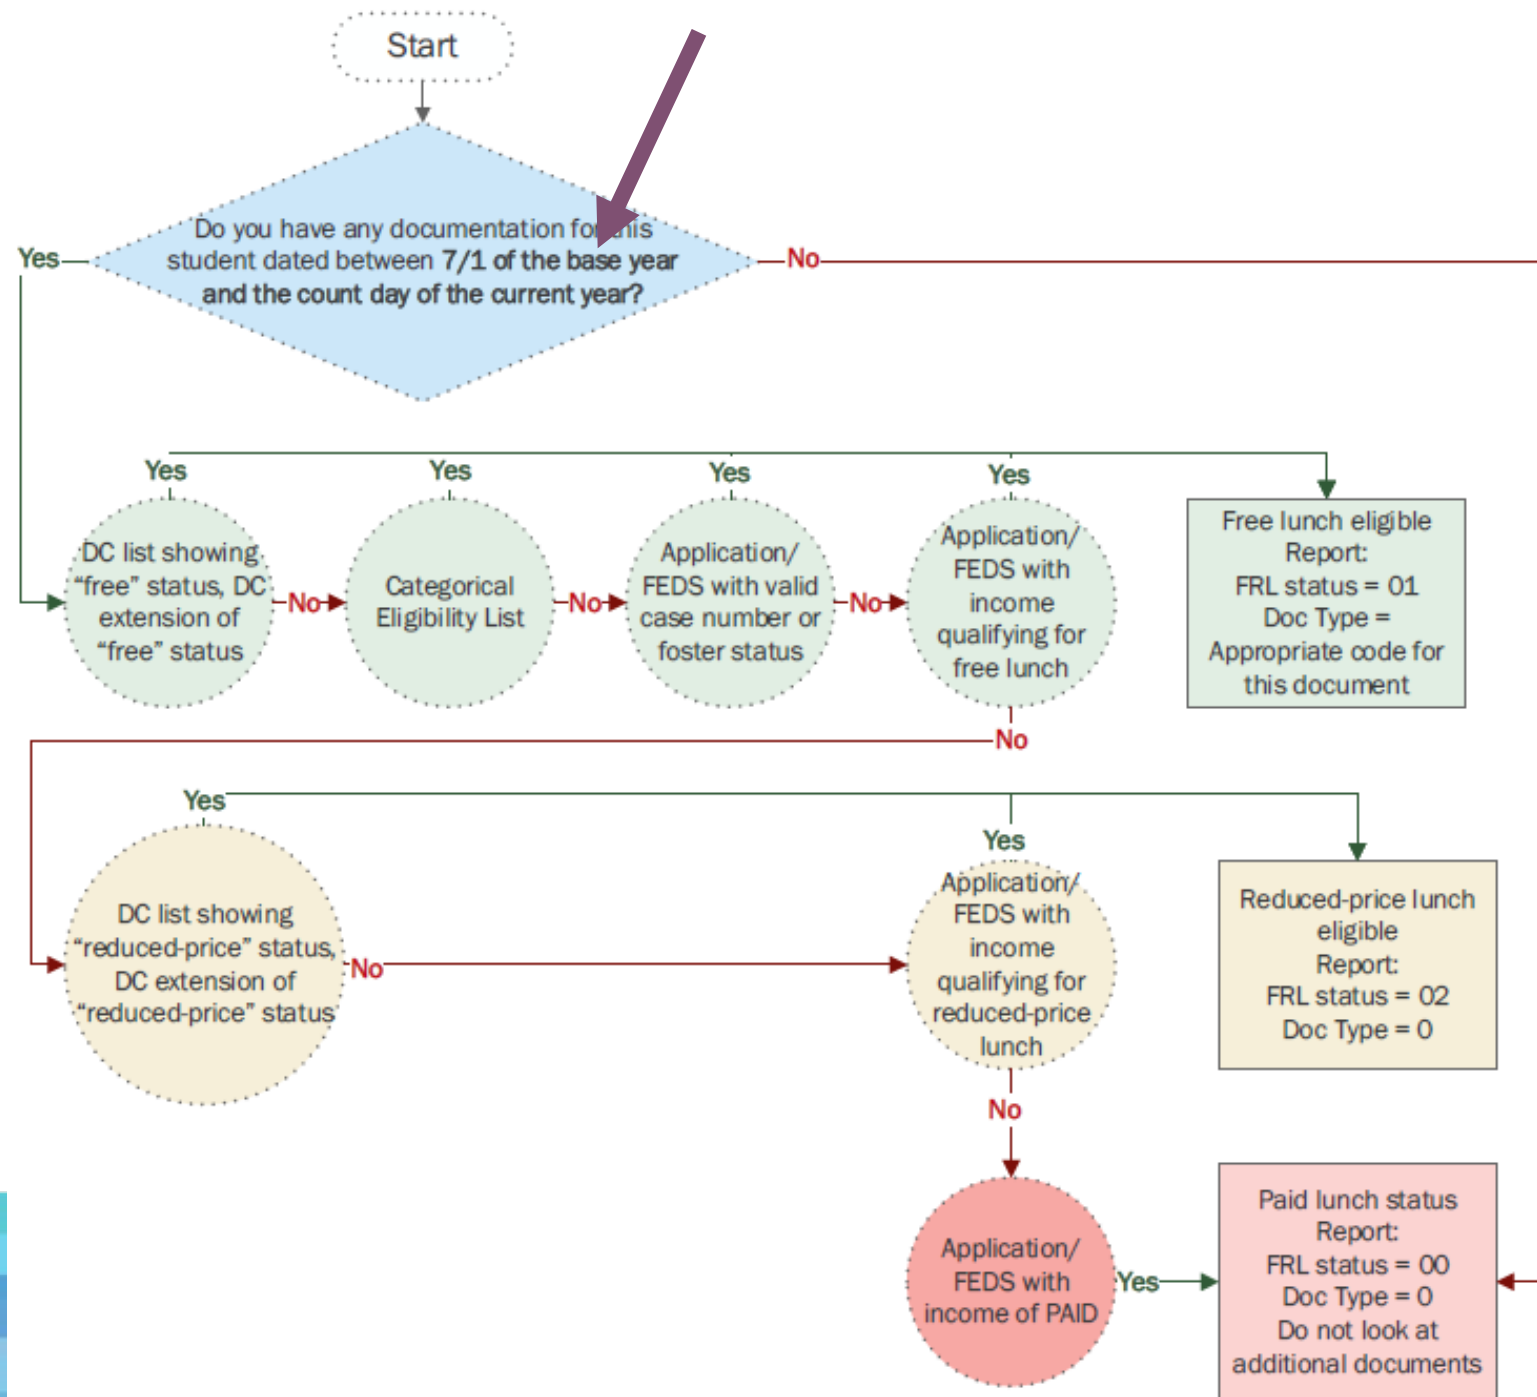 Start
Do you have any documentation for this
student dated between 7/1 of the base year
and the count day of the current year?
Yes
No
Yes
Yes
Yes
Yes
DC list showing
“free” status, DC
extension of
“free” status
No
Categorical
Eligibility List
No
Application/
FEDS with valid
case number or
foster status
No
Application/
FEDS with
income
qualifying for
free lunch
Free lunch eligible
Report:
FRL status = 01
Doc Type =
Appropriate code for
this document
No
Yes
Yes
DC list showing
“reduced-price” status,
DC extension of
“reduced-price” status
No
Application/
FEDS with
income
qualifying for
reduced-price
lunch
Reduced-price lunch
eligible
Report:
FRL status = 02
Doc Type = 0
No
Application/
FEDS with
income of PAID
Yes
Paid lunch status
Report:
FRL status = 00
Doc Type = 0
Do not look at
additional documents